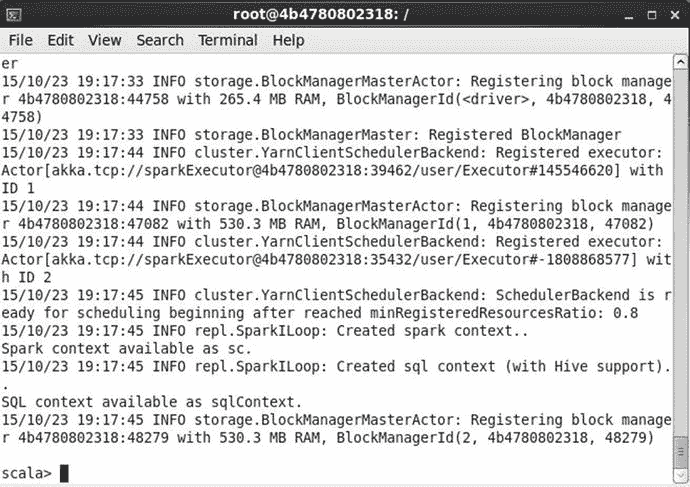 root@4b4780802318: /
File Edit View Search Terminal Help
er
15/10/23 19:17:33 INFO storage.BlockManagerMasterActor: Registering block manage
r 4b4780802318:44758 with 265.4 MB RAM, BlockManagerId(<driver>, 4b4780802318, 4
4758)
15/10/23 19:17:33 INFO storage.BlockManagerMaster: Registered BlockManager
15/10/23 19:17:44 INFO cluster.YarnClientSchedulerBackend: Registered executor:
Actor[akka.tcp://sparkExecutor@4b4780802318:39462/user/Executor#145546620] with
ID 1
15/10/23 19:17:44 INFO storage.BlockManagerMasterActor: Registering block manage
r 4b4780802318:47082 with 530.3 MB RAM, BlockManagerId(1, 4b4780802318, 47082)
15/10/23 19:17:44 INFO cluster.YarnClientSchedulerBackend: Registered executor:
Actor[akka.tcp://sparkExecutor@4b4780802318:35432/user/Executor#-1808868577] wit
h ID 2
15/10/23 19:17:45 INFO cluster.YarnClientSchedulerBackend: SchedulerBackend is r
eady for scheduling beginning after reached minRegisteredResourcesRatio: 0.8
15/10/23 19:17:45 INFO repl.SparkILoop: Created spark context..
Spark context available as sc.
15/10/23 19:17:45 INFO repl.SparkILoop: Created sql context (with Hive support).
.
SQL context available as sqlContext.
15/10/23 19:17:45 INFO storage.BlockManagerMasterActor: Registering block manage
r 4b4780802318:48279 with 530.3 MB RAM, BlockManagerId(2, 4b4780802318, 48279)
scala>